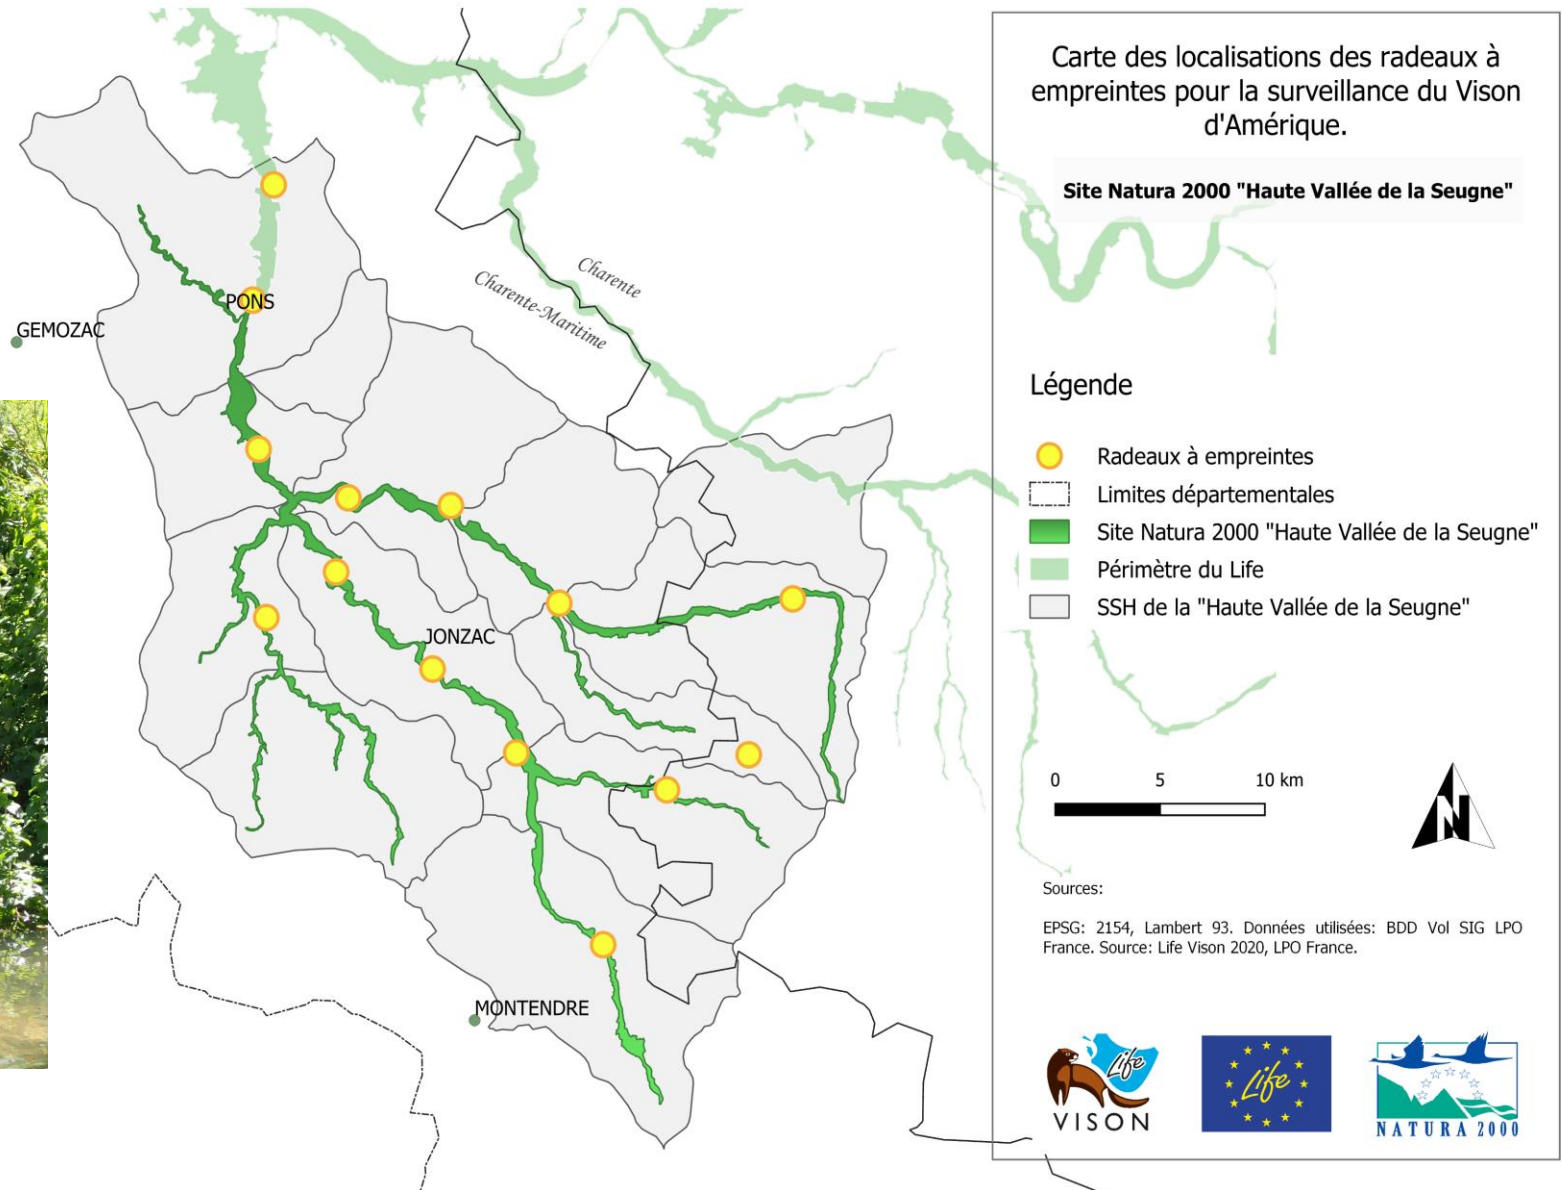 Carte des localisations des radeaux à
empreintes pour la surveillance du Vison
d'Amérique.
Site Natura 2000 "Haute Vallée de la Seugne"
PONS
GEMOZAC
Charente
Charente-Maritime
JONZAC
MONTENDRE
Légende
Radeaux à empreintes
Limites départementales
Site Natura 2000 "Haute Vallée de la Seugne"
Périmètre du Life
SSH de la "Haute Vallée de la Seugne"
0 5 10 km
N
Sources:
EPSG: 2154, Lambert 93. Données utilisées: BDD Vol SIG LPO
France. Source: Life Vison 2020, LPO France.
Life
VISON
Life
NATURA 2000